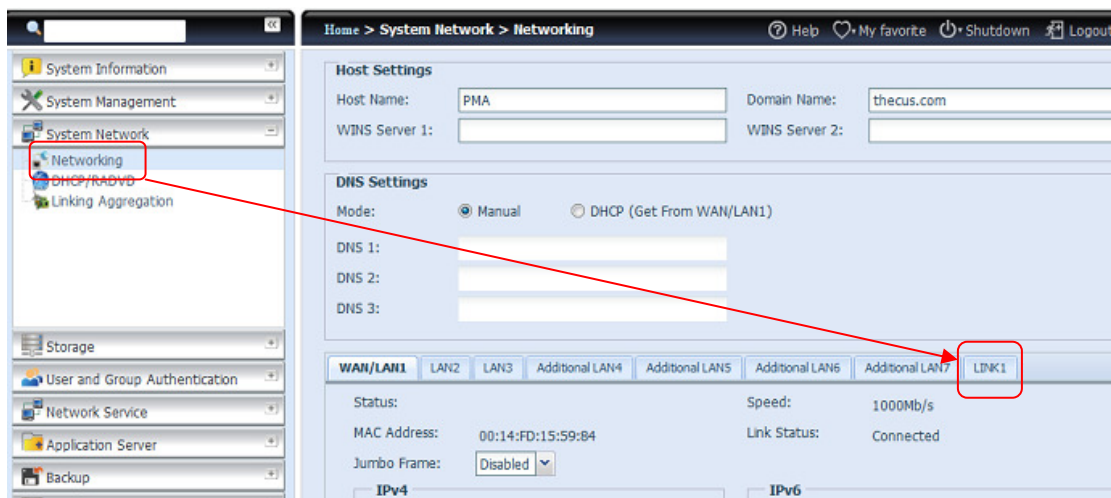 Home > System Network > Networking
Help My favorite Shutdown Logout
System Information
System Management
System Network
Networking
DHCP/RADVD
Linking Aggregation
Storage
User and Group Authentication
Network Service
Application Server
Backup
Host Settings
Host Name: PMA Domain Name: thecus.com
WINS Server 1: WINS Server 2:
DNS Settings
Mode: Manual DHCP (Get From WAN/LAN1)
DNS 1:
DNS 2:
DNS 3:
WAN/LAN1 LAN2 LAN3 Additional LAN4 Additional LAN5 Additional LAN6 Additional LAN7 LINK1
Status: Speed: 1000Mb/s
MAC Address: 00:14:FD:15:59:84 Link Status: Connected
Jumbo Frame: Disabled
IPv4 IPv6